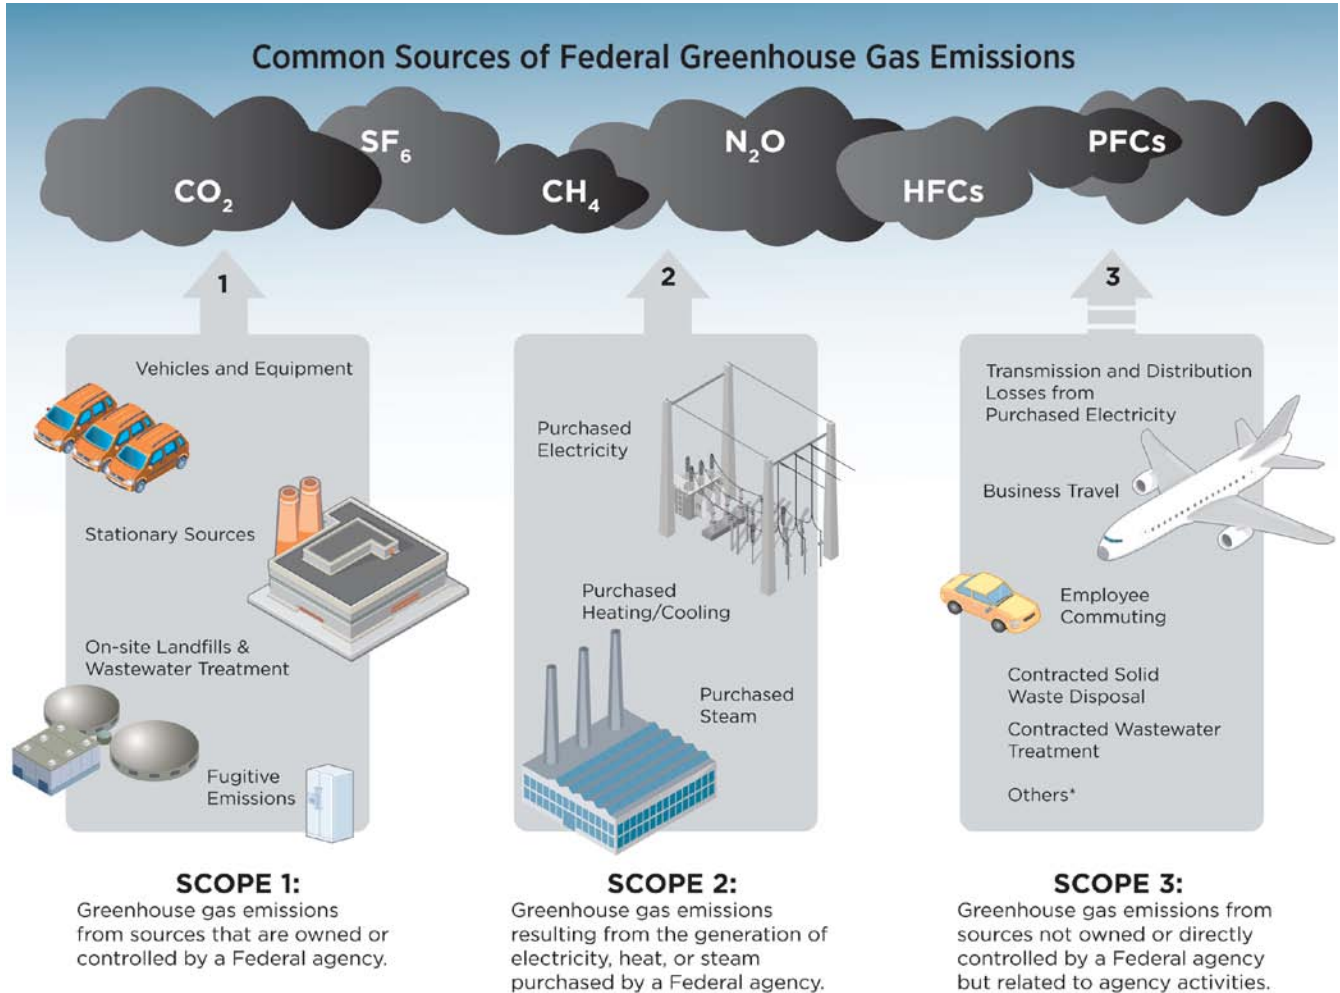 Common Sources of Federal Greenhouse Gas Emissions
SF₆
N₂O
PFCs
CO₂
CH₄
HFCs
1
2
3
Vehicles and Equipment
Stationary Sources
On-site Landfills &
Wastewater Treatment
Fugitive
Emissions
Purchased
Electricity
Purchased
Heating/Cooling
Purchased
Steam
Transmission and Distribution
Losses from
Purchased Electricity
Business Travel
Employee
Commuting
Contracted Solid
Waste Disposal
Contracted Wastewater
Treatment
Others*
SCOPE 1:
Greenhouse gas emissions
from sources that are owned or
controlled by a Federal agency.
SCOPE 2:
Greenhouse gas emissions
resulting from the generation of
electricity, heat, or steam
purchased by a Federal agency.
SCOPE 3:
Greenhouse gas emissions from
sources not owned or directly
controlled by a Federal agency
but related to agency activities.